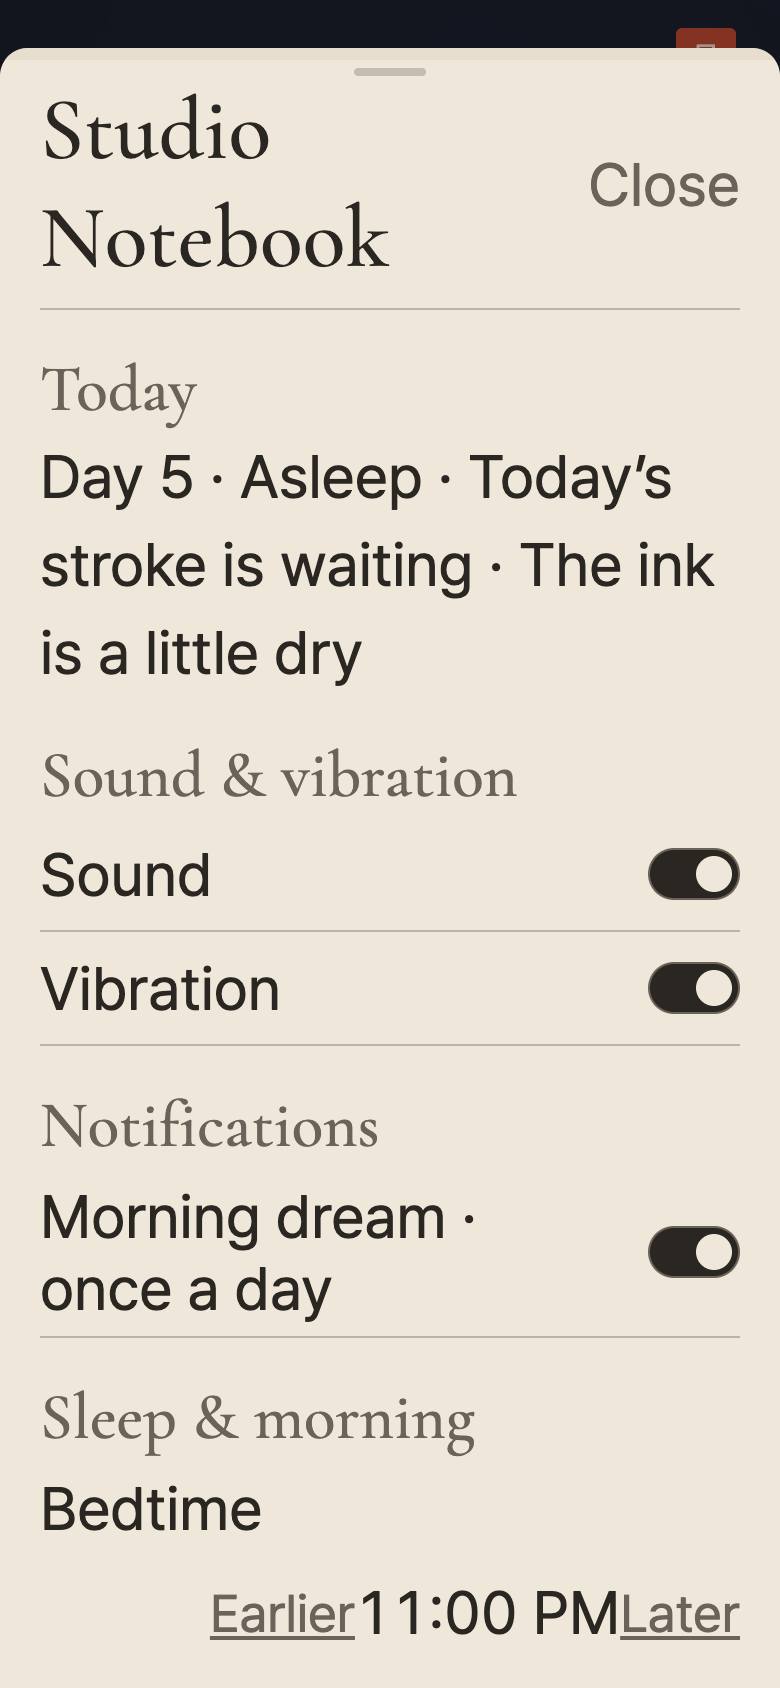 Studio
Notebook
Close
Today
Day 5 · Asleep · Today’s
stroke is waiting · The ink
is a little dry
Sound & vibration
Sound
Vibration
Notifications
Morning dream ·
once a day
Sleep & morning
Bedtime
Earlier 11:00 PM Later